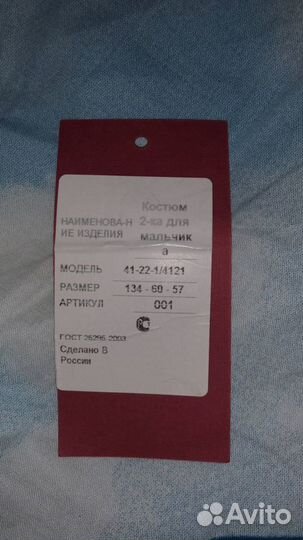 Костюм
НАИМЕНОВА-Н 2-ка для
ИЕ ИЗДЕЛИЯ мальчик
а
МОДЕЛЬ 41-22-1/4121
РАЗМЕР 134 - 60 - 57
АРТИКУЛ 001
ГОСТ 25295-2003
Сделано В
России
Avito